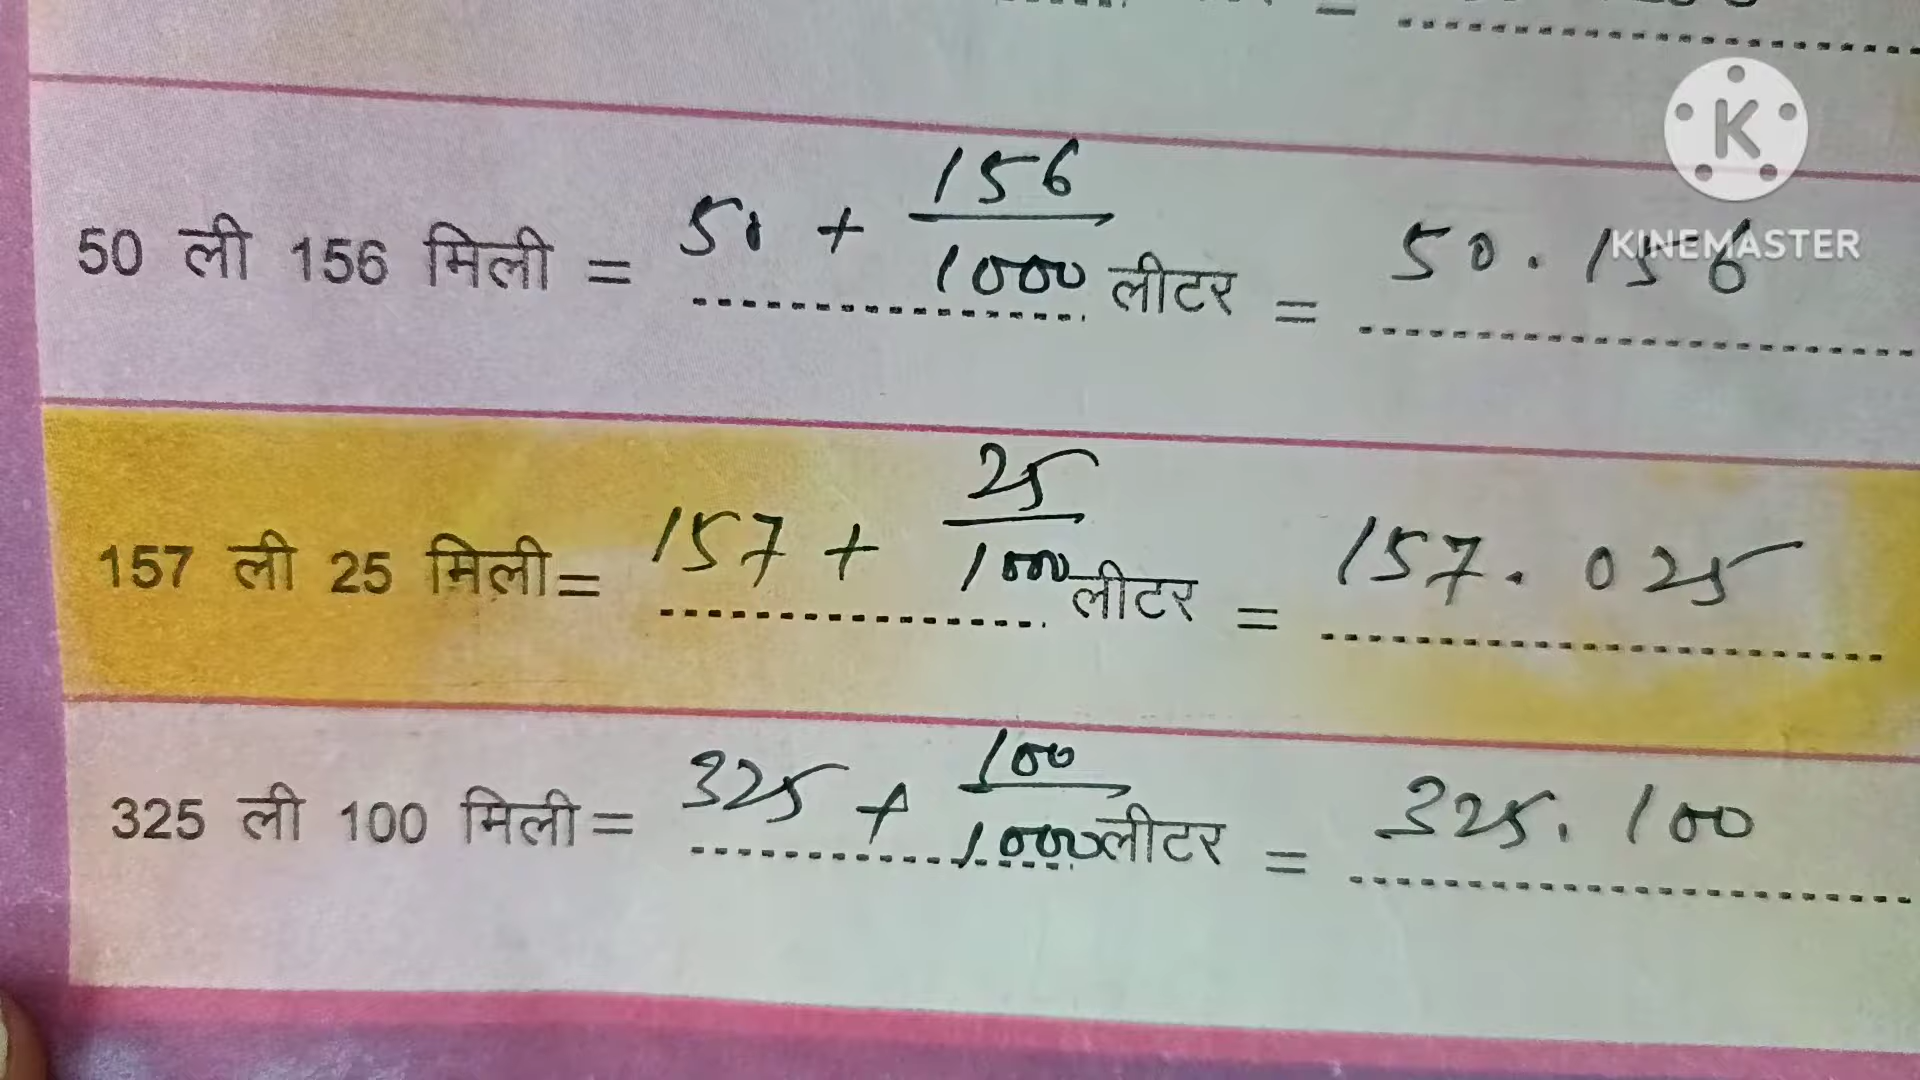 K
KINEMASTER
50 ली 156 मिली = 50 + 156/1000 लीटर = 50.156
157 ली 25 मिली= 157 + 25/1000 लीटर = 157.025
325 ली 100 मिली= 325 + 100/1000 लीटर = 325.100